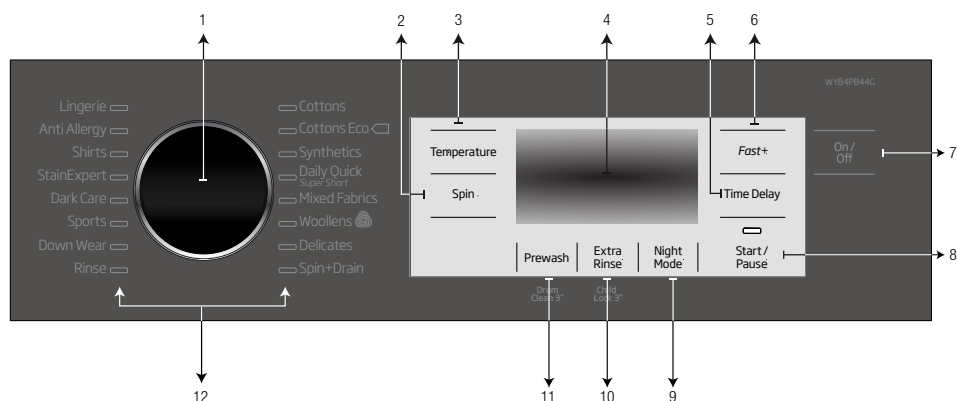 1
2
3
4
5
6
WYB4PB44G
Lingerie
Anti Allergy
Shirts
StainExpert
Dark Care
Sports
Down Wear
Rinse
Cottons
Cottons Eco
Synthetics
Daily Quick
Super Short
Mixed Fabrics
Woollens
Delicates
Spin+Drain
Temperature
Spin
Fast+
Time Delay
On /
Off
7
Prewash
Extra
Rinse
Night
Mode
Start /
Pause
8
Drum
Clean 3"
Child
Lock 3"
12
11
10
9